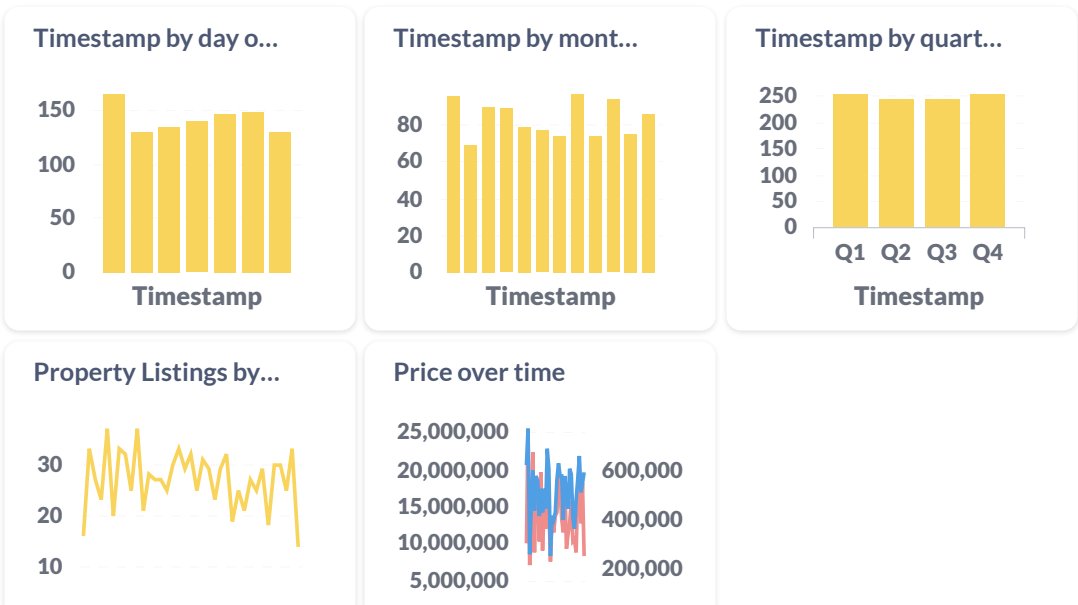 Timestamp by day o...
150
100
50
0
Timestamp
Timestamp by mont...
80
60
40
20
0
Timestamp
Timestamp by quart...
250
200
150
100
50
0
Q1 Q2 Q3 Q4
Timestamp
Property Listings by...
30
20
10
Price over time
25,000,000
20,000,000
15,000,000
10,000,000
5,000,000
600,000
400,000
200,000